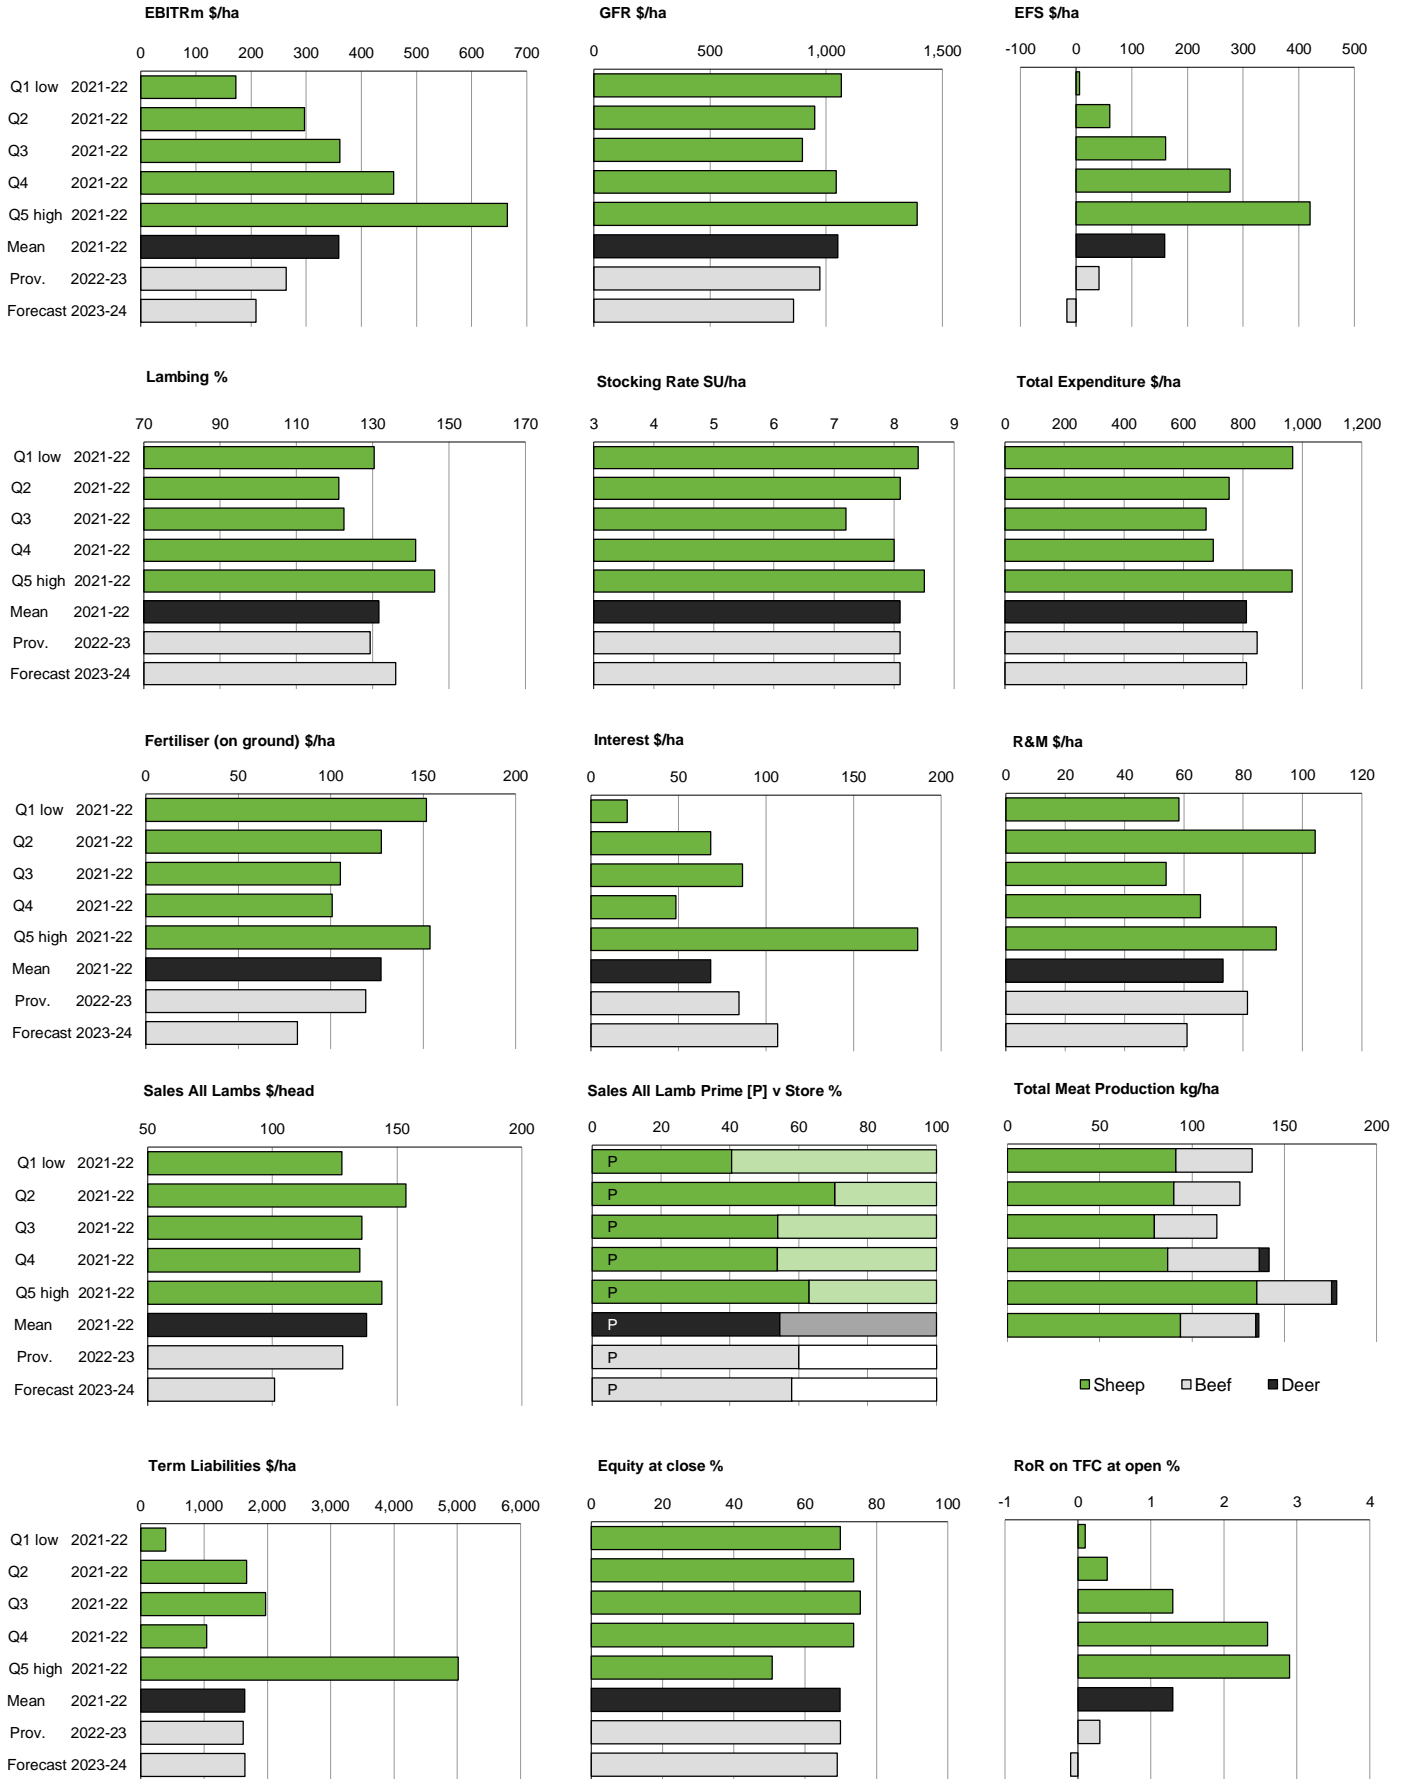 EBITRm $/ha
GFR $/ha
EFS $/ha
0 100 200 300 400 500 600 700
0 500 1,000 1,500
-100 0 100 200 300 400 500
Q1 low 2021-22
Q2 2021-22
Q3 2021-22
Q4 2021-22
Q5 high 2021-22
Mean 2021-22
Prov. 2022-23
Forecast 2023-24
Lambing %
Stocking Rate SU/ha
Total Expenditure $/ha
70 90 110 130 150 170
3 4 5 6 7 8 9
0 200 400 600 800 1,000 1,200
Q1 low 2021-22
Q2 2021-22
Q3 2021-22
Q4 2021-22
Q5 high 2021-22
Mean 2021-22
Prov. 2022-23
Forecast 2023-24
Fertiliser (on ground) $/ha
Interest $/ha
R&M $/ha
0 50 100 150 200
0 50 100 150 200
0 20 40 60 80 100 120
Q1 low 2021-22
Q2 2021-22
Q3 2021-22
Q4 2021-22
Q5 high 2021-22
Mean 2021-22
Prov. 2022-23
Forecast 2023-24
Sales All Lambs $/head
Sales All Lamb Prime [P] v Store %
Total Meat Production kg/ha
50 100 150 200
0 20 40 60 80 100
0 50 100 150 200
Q1 low 2021-22 P
Q2 2021-22 P
Q3 2021-22 P
Q4 2021-22 P
Q5 high 2021-22 P
Mean 2021-22 P
Prov. 2022-23 P
Forecast 2023-24 P
Sheep Beef Deer
Term Liabilities $/ha
Equity at close %
RoR on TFC at open %
0 1,000 2,000 3,000 4,000 5,000 6,000
0 20 40 60 80 100
-1 0 1 2 3 4
Q1 low 2021-22
Q2 2021-22
Q3 2021-22
Q4 2021-22
Q5 high 2021-22
Mean 2021-22
Prov. 2022-23
Forecast 2023-24